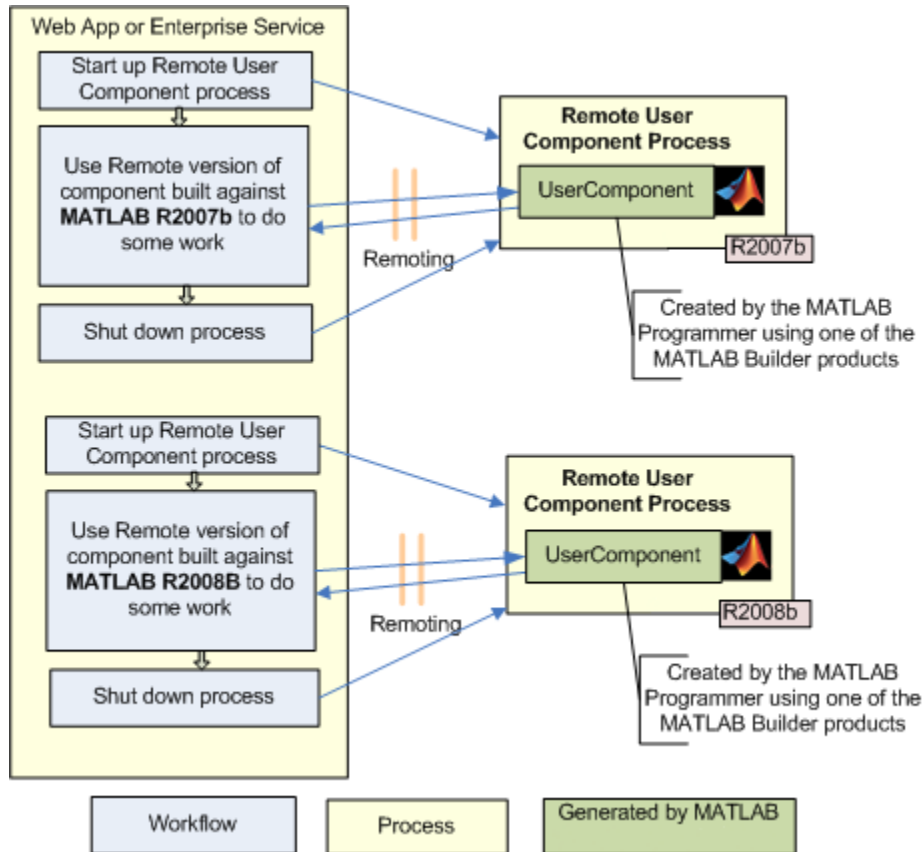 Web App or Enterprise Service
Start up Remote User
Component process
Use Remote version of
component built against
MATLAB R2007b to do
some work
Shut down process
Remoting
Remote User
Component Process
UserComponent
R2007b
Created by the MATLAB
Programmer using one of the
MATLAB Builder products
Start up Remote User
Component process
Use Remote version of
component built against
MATLAB R2008B to do
some work
Shut down process
Remoting
Remote User
Component Process
UserComponent
R2008b
Created by the MATLAB
Programmer using one of the
MATLAB Builder products
Workflow
Process
Generated by MATLAB